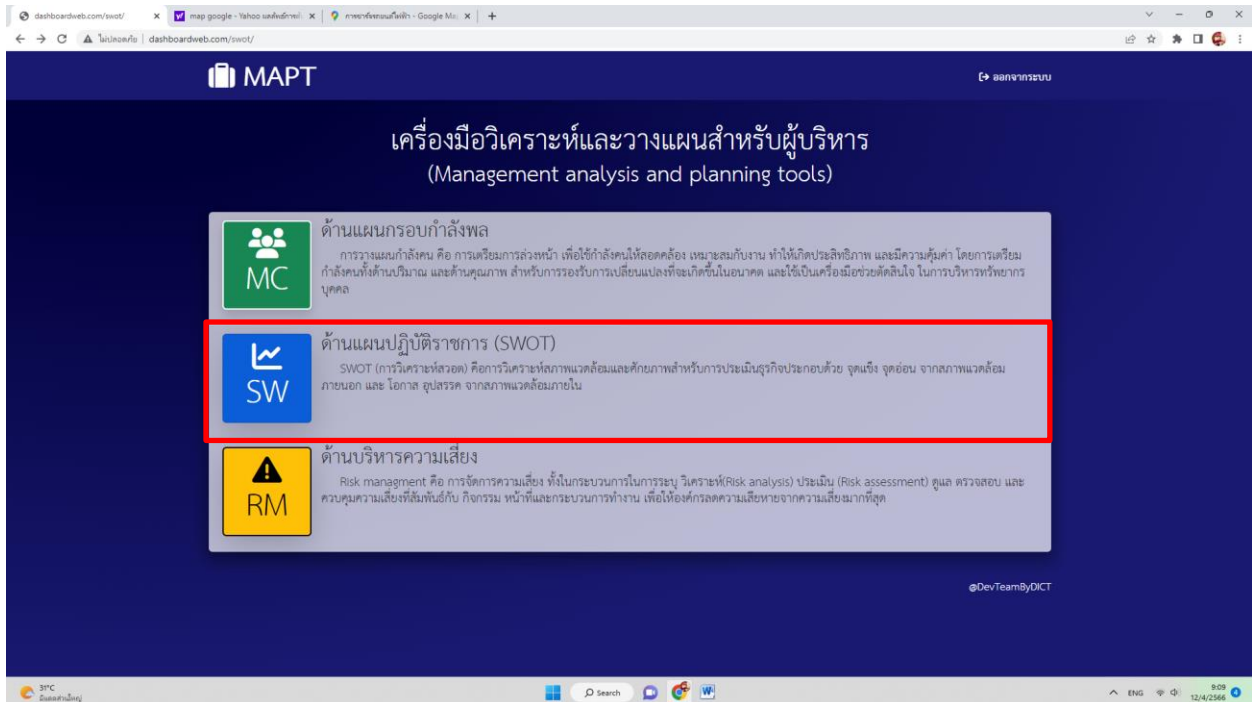 dashboardweb.com/swot/
map google - Yahoo
Google Ma
ไม่ปลอดภัย
dashboardweb.com/swot/
MAPT
ออกจากระบบ
เครื่องมือวิเคราะห์และวางแผนสำหรับผู้บริหาร
(Management analysis and planning tools)
MC
ด้านแผนกรอบกำลังพล
การวางแผนกำลังคน คือ การเตรียมการล่วงหน้า เพื่อใช้กำลังคนให้สอดคล้อง เหมาะสมกับงาน ทำให้เกิดประสิทธิภาพ และมีความคุ้มค่า โดยการเตรียม
กำลังคนทั้งด้านปริมาณ และด้านคุณภาพ สำหรับการรองรับการเปลี่ยนแปลงที่จะเกิดขึ้นในอนาคต และใช้เป็นเครื่องมือช่วยตัดสินใจ ในการบริหารทรัพยากร
บุคคล
SW
ด้านแผนปฏิบัติราชการ (SWOT)
SWOT (การวิเคราะห์สวอต) คือการวิเคราะห์สภาพแวดล้อมและศักยภาพสำหรับการประเมินธุรกิจประกอบด้วย จุดแข็ง จุดอ่อน จากสภาพแวดล้อม
ภายนอก และ โอกาส อุปสรรค จากสภาพแวดล้อมภายใน
RM
ด้านบริหารความเสี่ยง
Risk managment คือ การจัดการความเสี่ยง ทั้งในกระบวนการในการระบุ วิเคราะห์(Risk analysis) ประเมิน (Risk assessment) ดูแล ตรวจสอบ และ
ควบคุมความเสี่ยงที่สัมพันธ์กับ กิจกรรม หน้าที่และกระบวนการทำงาน เพื่อให้องค์กรลดความเสียหายจากความเสี่ยงมากที่สุด
@DevTeamByDICT
31°C
มีแดดส่วนใหญ่
Search
ENG
9:09
12/4/2566